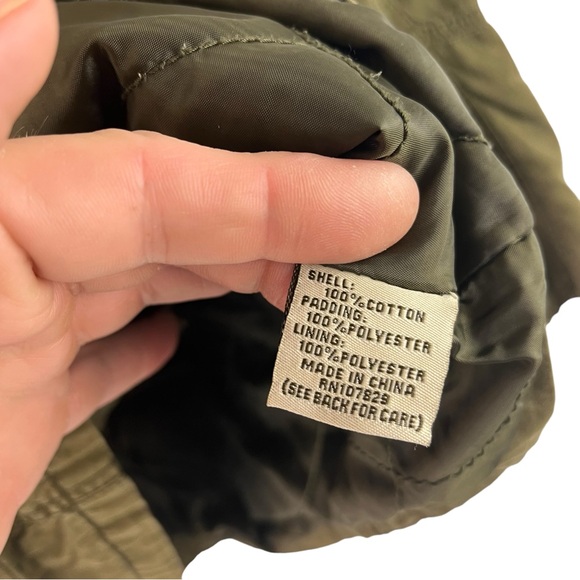 SHELL:
100%COTTON
PADDING:
100%POLYESTER
LINING:
100%POLYESTER
MADE IN CHINA
RN107829
(SEE BACK FOR CARE)